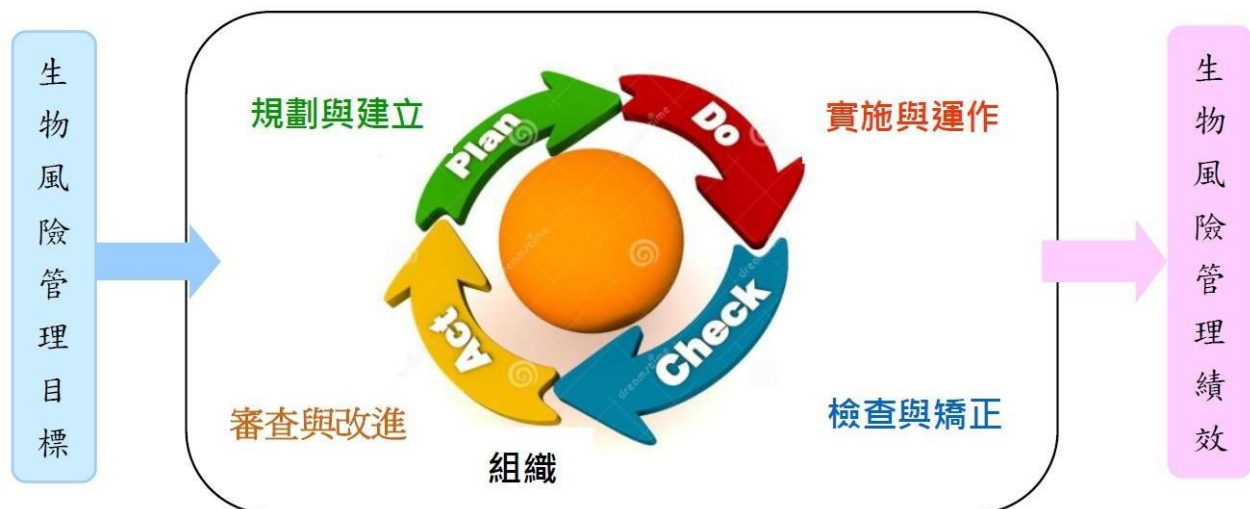 生物風險管理目標
規劃與建立
Plan
Do
實施與運作
Check
檢查與矯正
Act
審查與改進
組織
生物風險管理績效
dreamstime
dreamstime